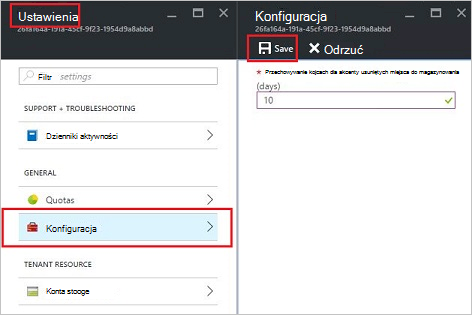 Ustawienia
26fa164a-191a-45cf-9f23-1954d9a8abbd
Filtr settings
SUPPORT + TROUBLESHOOTING
Dzienniki aktywności
GENERAL
Quotas
Konfiguracja
TENANT RESOURCE
Konta stooge
Konfiguracja
26fa164a-191a-45cf-9f23-1954d9a8abbd
Save Odrzuć
* Przechowywanie kojcach dla akcenty usuniętych miejsca do magazynowania
(days)
10